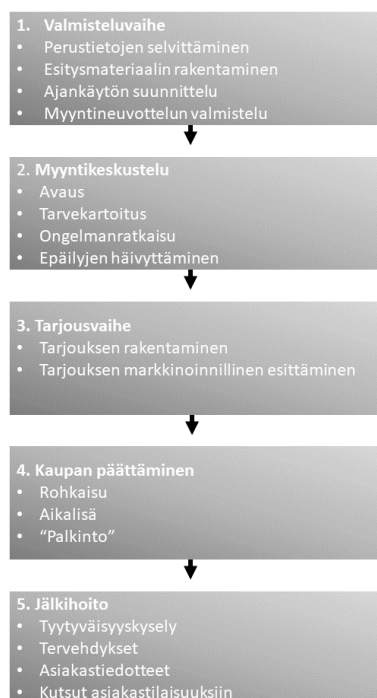 1. Valmisteluvaihe
• Perustietojen selvittäminen
• Esitysmateriaalin rakentaminen
• Ajankäytön suunnittelu
• Myyntineuvottelun valmistelu
2. Myyntikeskustelu
• Avaus
• Tarvekartoitus
• Ongelmanratkaisu
• Epäilyjen häivyttäminen
3. Tarjousvaihe
• Tarjouksen rakentaminen
• Tarjouksen markkinoinnillinen esittäminen
4. Kaupan päättäminen
• Rohkaisu
• Aikalisä
• “Palkinto”
5. Jälkihoito
• Tyytyväisyyskysely
• Tervehdykset
• Asiakastiedotteet
• Kutsut asiakastilaisuuksiin